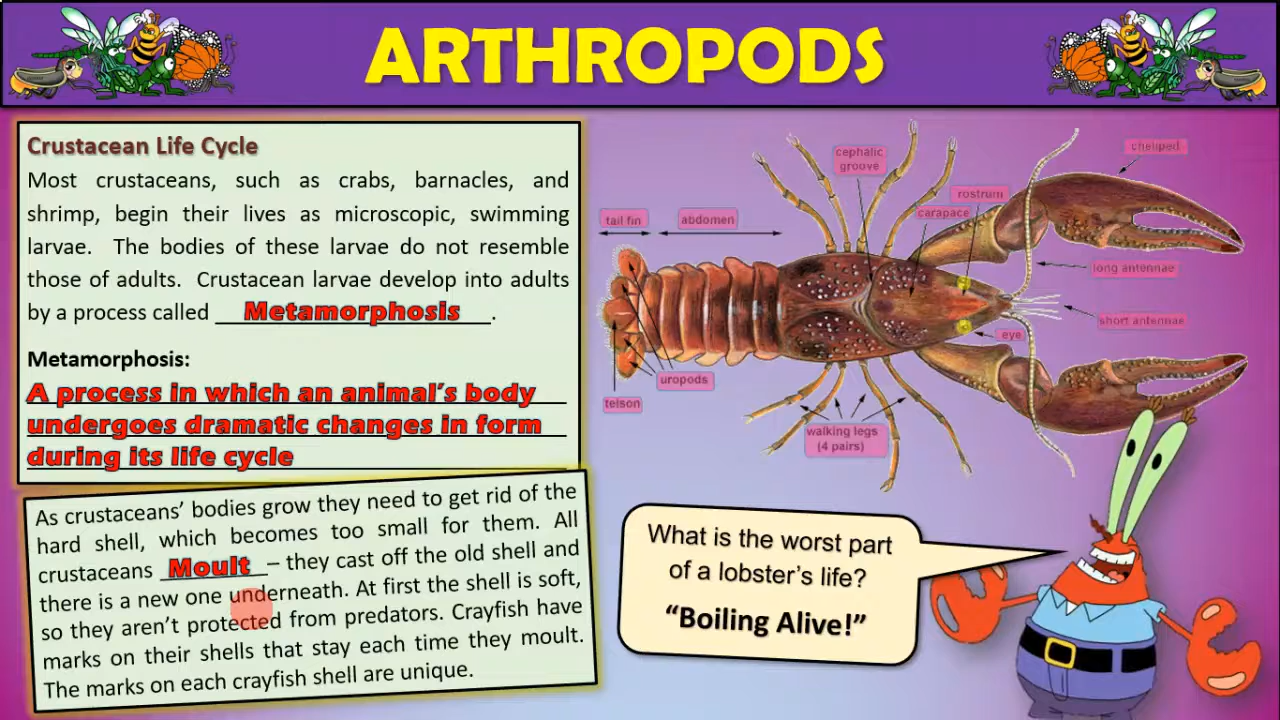 ARTHROPODS
Crustacean Life Cycle
Most crustaceans, such as crabs, barnacles, and
shrimp, begin their lives as microscopic, swimming
larvae. The bodies of these larvae do not resemble
those of adults. Crustacean larvae develop into adults
by a process called Metamorphosis.
Metamorphosis:
A process in which an animal's body
undergoes dramatic changes in form
during its life cycle
As crustaceans' bodies grow they need to get rid of the
hard shell, which becomes too small for them. All
crustaceans Moult – they cast off the old shell and
there is a new one underneath. At first the shell is soft,
so they aren't protected from predators. Crayfish have
marks on their shells that stay each time they moult.
The marks on each crayfish shell are unique.
cheliped
cephalic
groove
rostrum
carapace
tail fin
abdomen
long antennae
short antennae
eye
uropods
telson
walking legs
(4 pairs)
What is the worst part
of a lobster's life?
"Boiling Alive!"